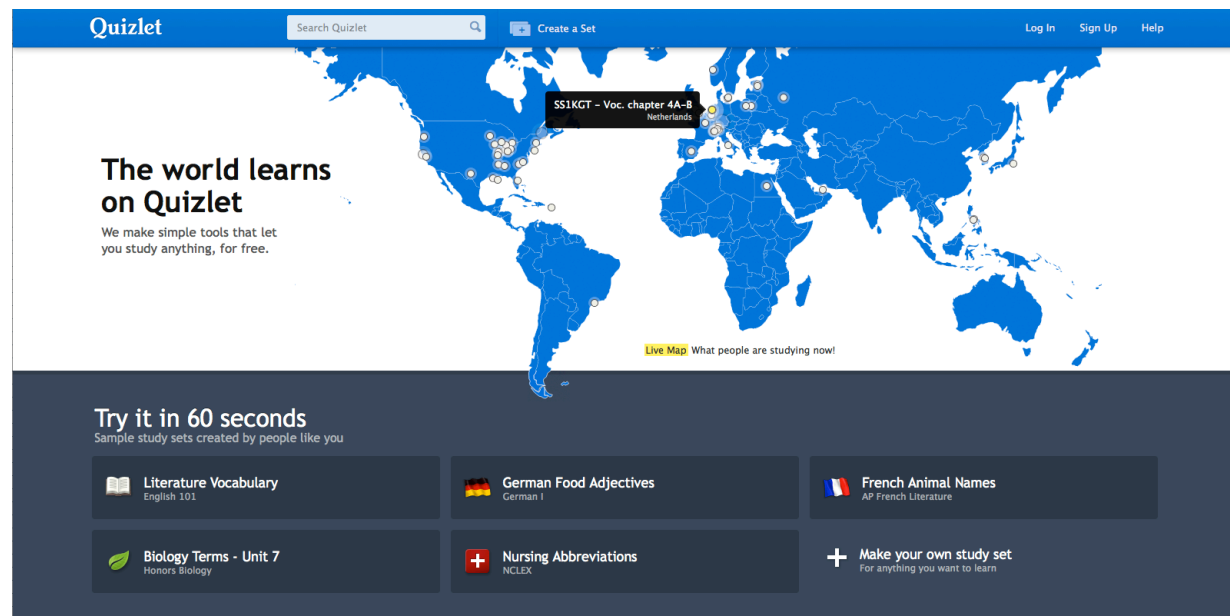 Quizlet
Search Quizlet
Create a Set
Log In
Sign Up
Help
SS1KGT - Voc. chapter 4A-B
Netherlands
The world learns
on Quizlet
We make simple tools that let
you study anything, for free.
Live Map What people are studying now!
Try it in 60 seconds
Sample study sets created by people like you
Literature Vocabulary
English 101
German Food Adjectives
German I
French Animal Names
AP French Literature
Biology Terms - Unit 7
Honors Biology
Nursing Abbreviations
NCLEX
Make your own study set
For anything you want to learn